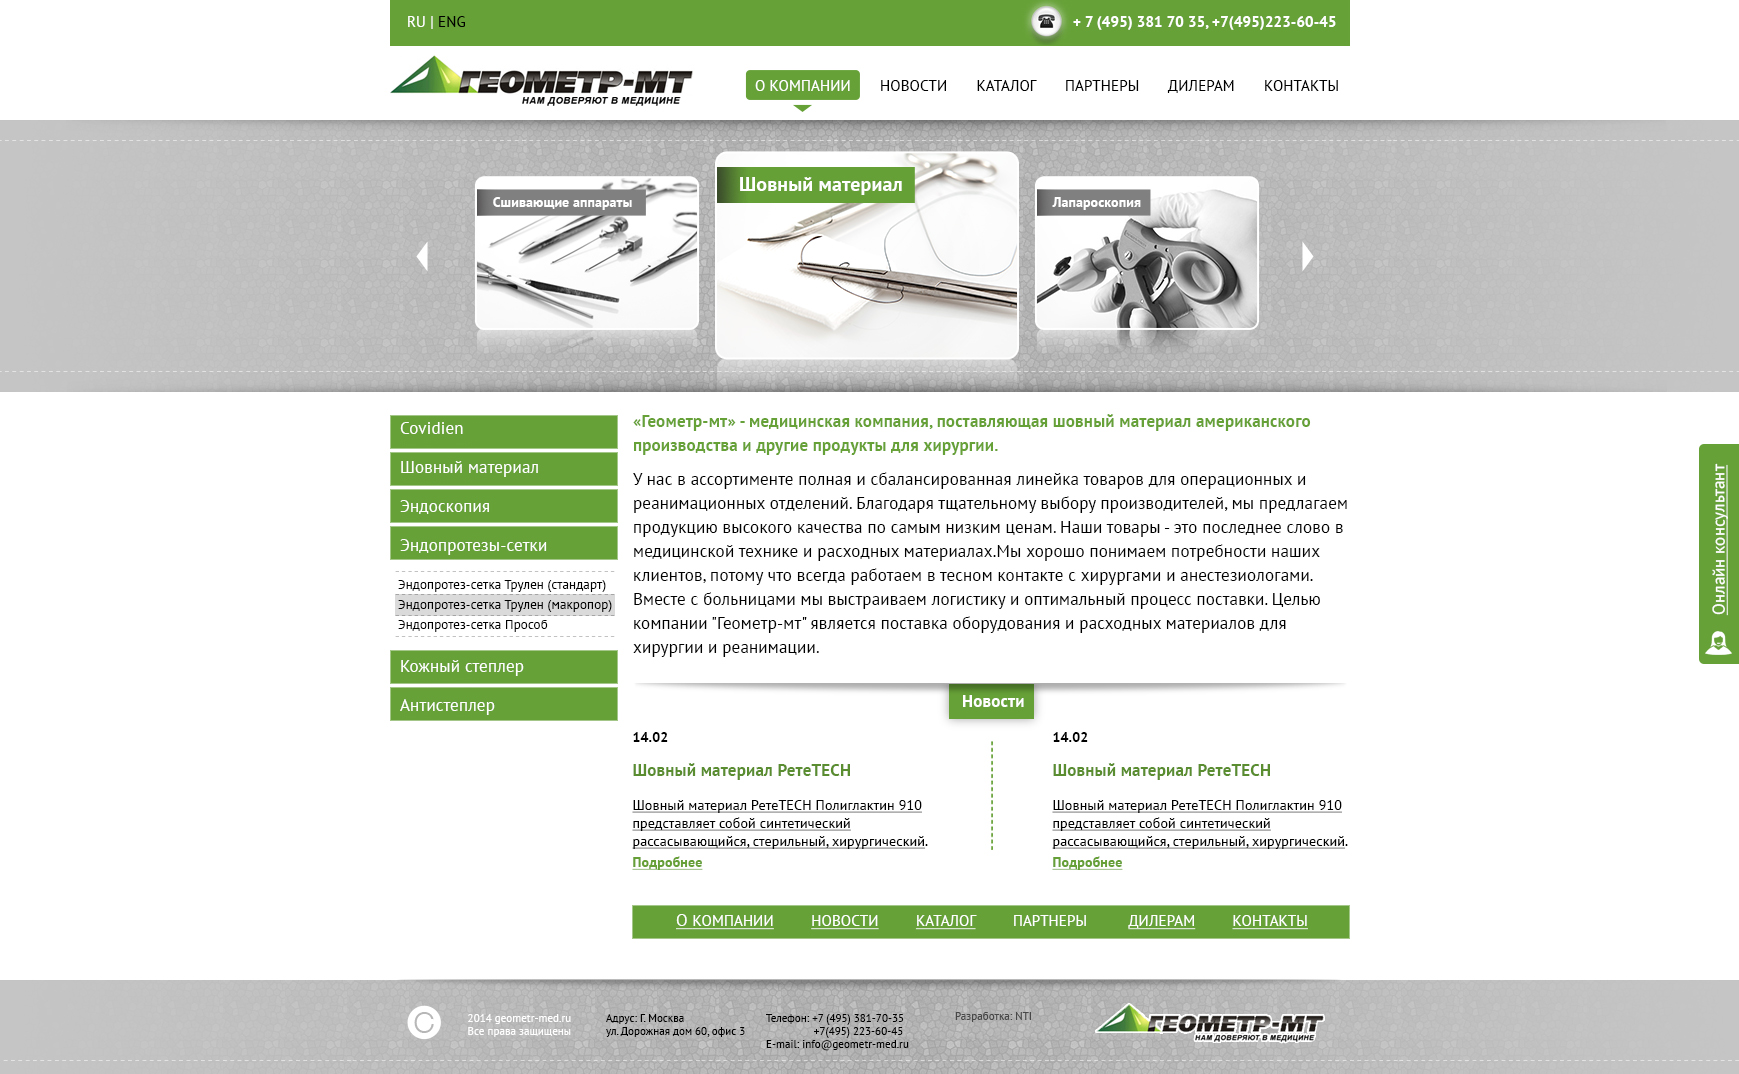 RU | ENG
+ 7 (495) 381 70 35, +7(495)223-60-45
ГЕОМЕТР-МТ
НАМ ДОВЕРЯЮТ В МЕДИЦИНЕ
О КОМПАНИИ НОВОСТИ КАТАЛОГ ПАРТНЕРЫ ДИЛЕРАМ КОНТАКТЫ
Сшивающие аппараты
Шовный материал
Лапароскопия
Covidien
Шовный материал
Эндоскопия
Эндопротезы-сетки
Эндопротез-сетка Трулен (стандарт)
Эндопротез-сетка Трулен (макропор)
Эндопротез-сетка Прособ
Кожный степлер
Антистеплер
«Геометр-мт» - медицинская компания, поставляющая шовный материал американского
производства и другие продукты для хирургии.
У нас в ассортименте полная и сбалансированная линейка товаров для операционных и
реанимационных отделений. Благодаря тщательному выбору производителей, мы предлагаем
продукцию высокого качества по самым низким ценам. Наши товары - это последнее слово в
медицинской технике и расходных материалах.Мы хорошо понимаем потребности наших
клиентов, потому что всегда работаем в тесном контакте с хирургами и анестезиологами.
Вместе с больницами мы выстраиваем логистику и оптимальный процесс поставки. Целью
компании "Геометр-мт" является поставка оборудования и расходных материалов для
хирургии и реанимации.
Онлайн консультант
Новости
14.02
Шовный материал РетеТЕСН
Шовный материал РетеТЕСН Полиглактин 910
представляет собой синтетический
рассасывающийся, стерильный, хирургический.
Подробнее
14.02
Шовный материал РетеТЕСН
Шовный материал РетеТЕСН Полиглактин 910
представляет собой синтетический
рассасывающийся, стерильный, хирургический.
Подробнее
О КОМПАНИИ НОВОСТИ КАТАЛОГ ПАРТНЕРЫ ДИЛЕРАМ КОНТАКТЫ
2014 geometr-med.ru
Все права защищены
Адрус: Г. Москва
ул. Дорожная дом 60, офис 3
Телефон: +7 (495) 381-70-35
+7(495) 223-60-45
E-mail: info@geometr-med.ru
Разработка: NTI
ГЕОМЕТР-МТ
НАМ ДОВЕРЯЮТ В МЕДИЦИНЕ